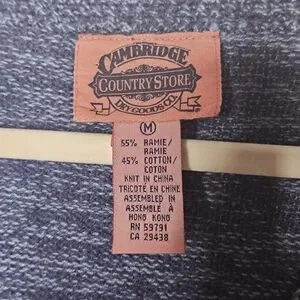 CAMBRIDGE
COUNTRY STORE
DRY GOODS CO.
M
55% RAMIE/
RAMIE
45% COTTON/
COTON
KNIT IN CHINA
TRICOTÉ EN CHINE
ASSEMBLED IN
ASSEMBLÉ À
HONG KONG
RN 59791
CA 29438